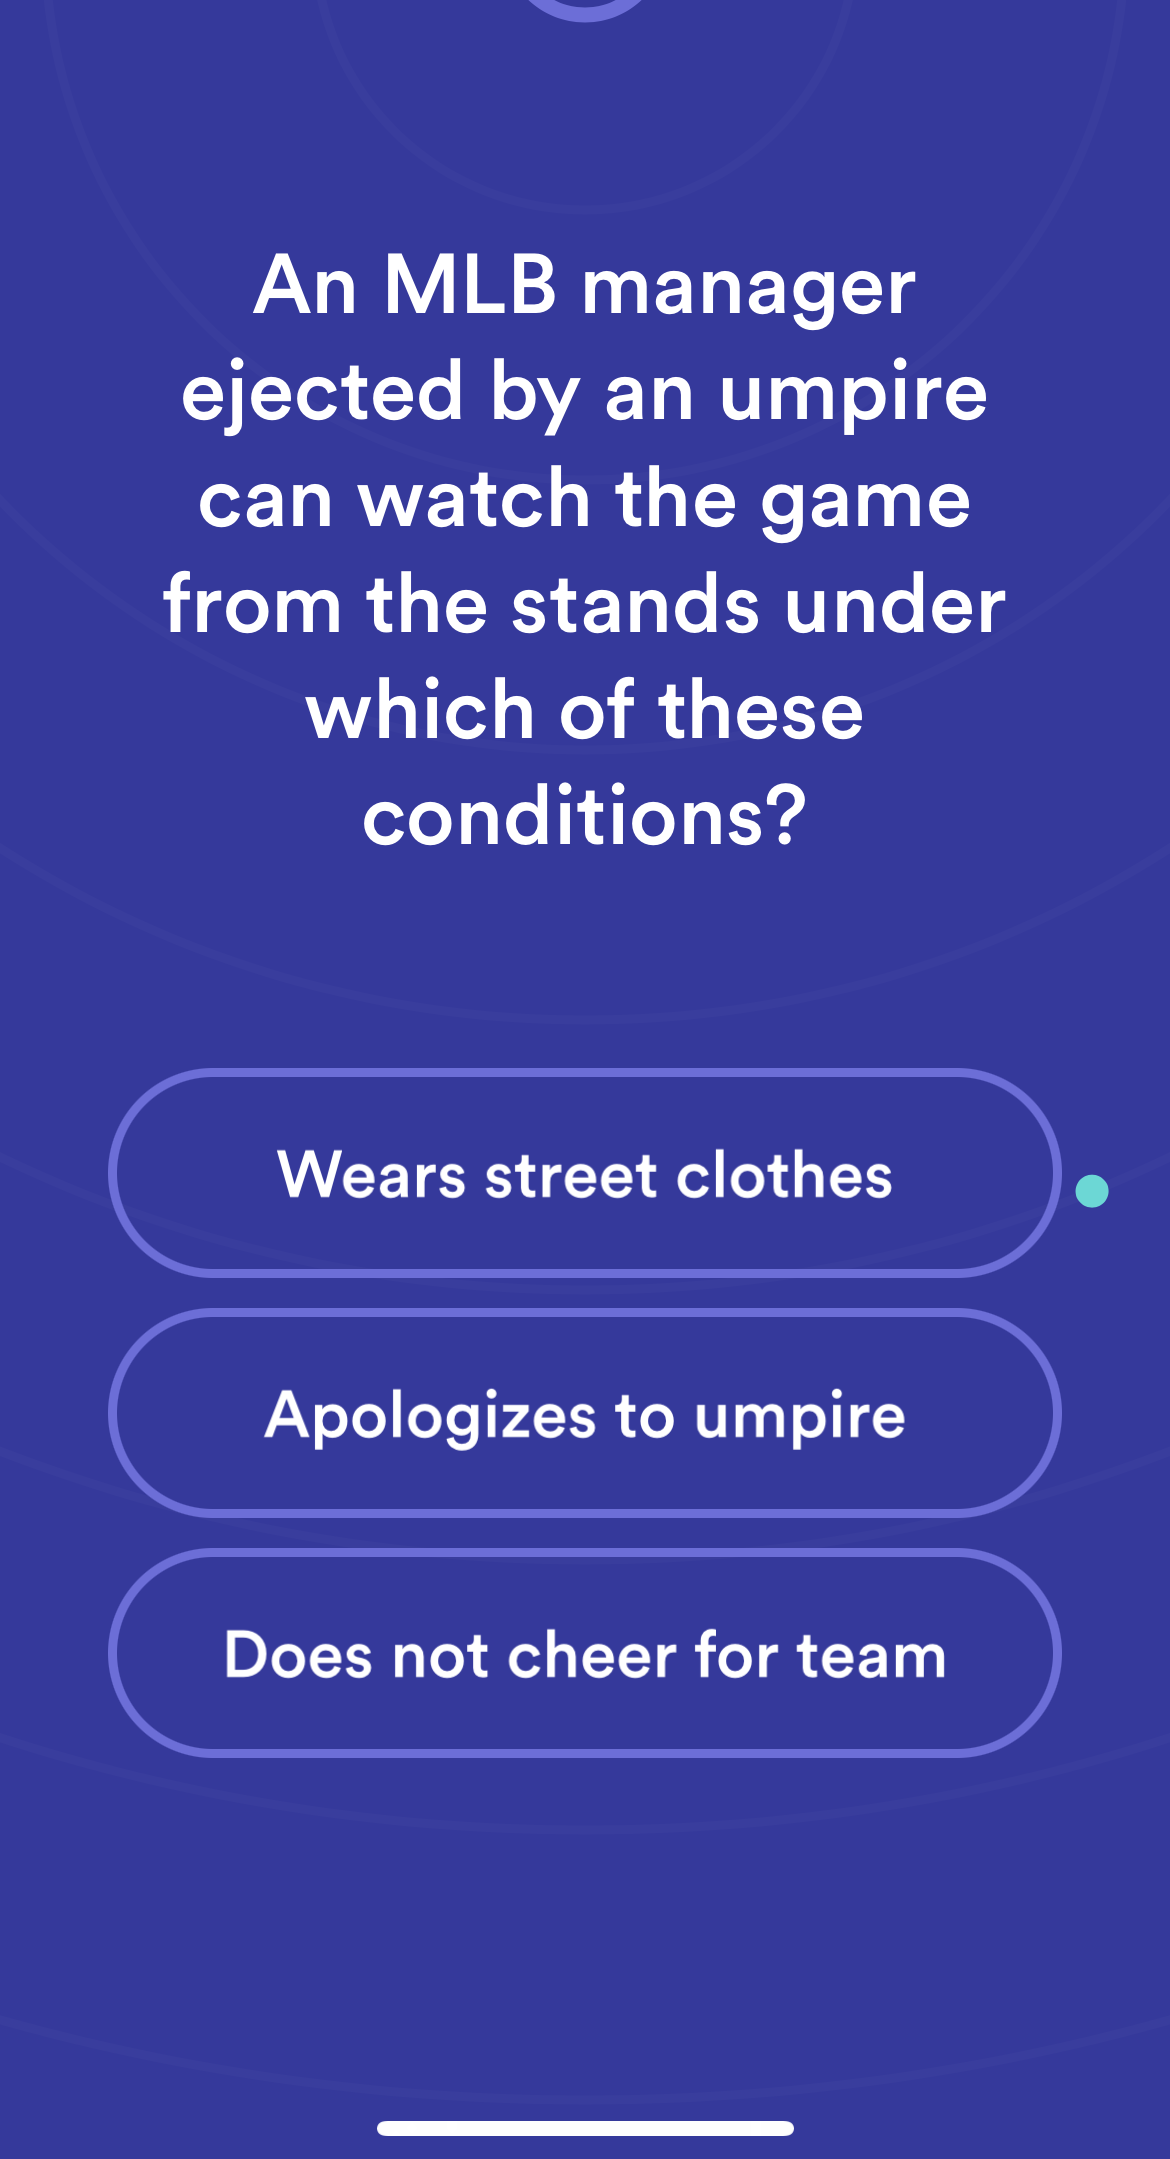 An MLB manager
ejected by an umpire
can watch the game
from the stands under
which of these
conditions?
Wears street clothes
Apologizes to umpire
Does not cheer for team